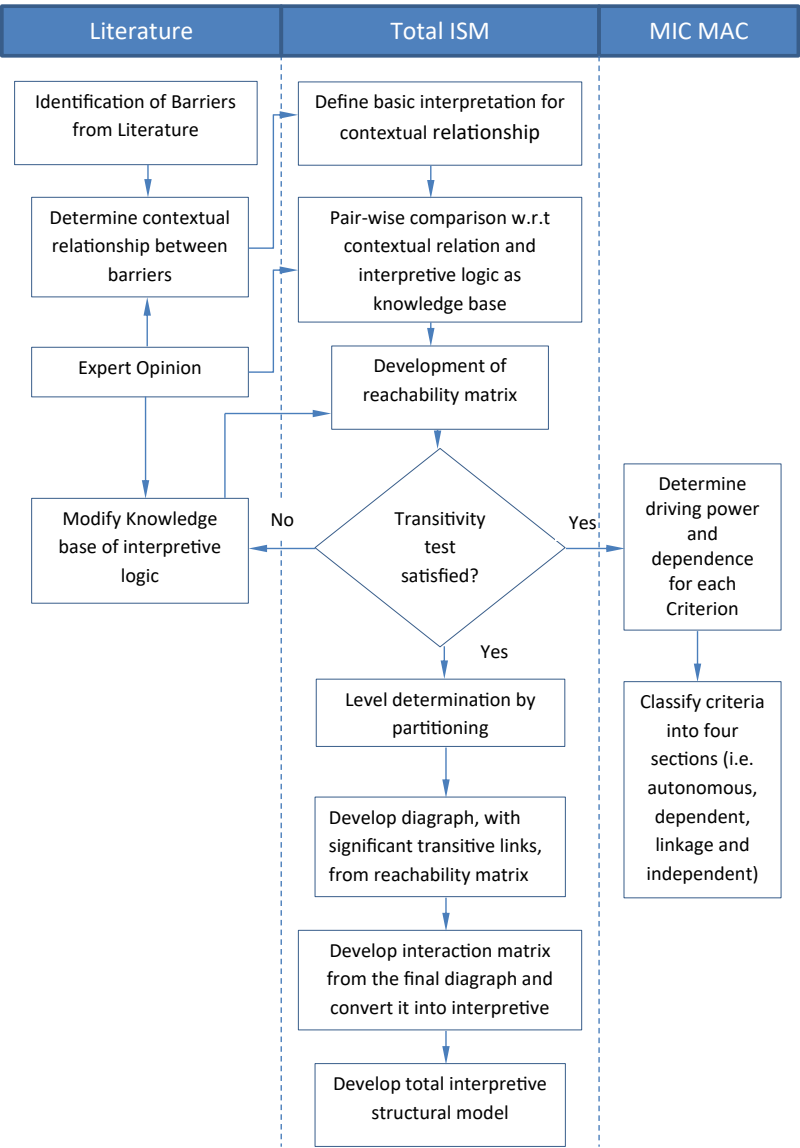 Literature
Total ISM
MIC MAC
Identification of Barriers
from Literature
Define basic interpretation for
contextual relationship
Determine contextual
relationship between
barriers
Pair-wise comparison w.r.t
contextual relation and
interpretive logic as
knowledge base
Expert Opinion
Development of
reachability matrix
Modify Knowledge
base of interpretive
logic
No
Transitivity
test
satisfied?
Yes
Determine
driving power
and
dependence
for each
Criterion
Yes
Level determination by
partitioning
Classify criteria
into four
sections (i.e.
autonomous,
dependent,
linkage and
independent)
Develop diagraph, with
significant transitive links,
from reachability matrix
Develop interaction matrix
from the final diagraph and
convert it into interpretive
Develop total interpretive
structural model